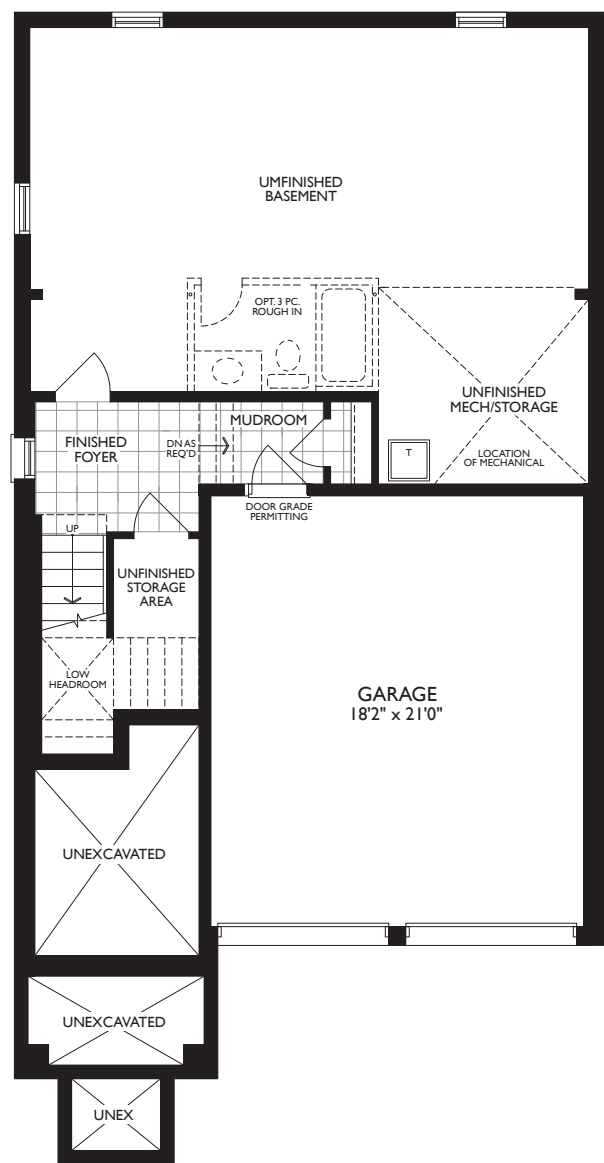 UMFINISHED
BASEMENT
OPT. 3 PC.
ROUGH IN
UNFINISHED
MECH/STORAGE
LOCATION
OF MECHANICAL
T
MUDROOM
DN AS
REQ'D
FINISHED
FOYER
DOOR GRADE
PERMITTING
UP
UNFINISHED
STORAGE
AREA
LOW
HEADROOM
GARAGE
18'2" x 21'0"
UNEXCAVATED
UNEXCAVATED
UNEX